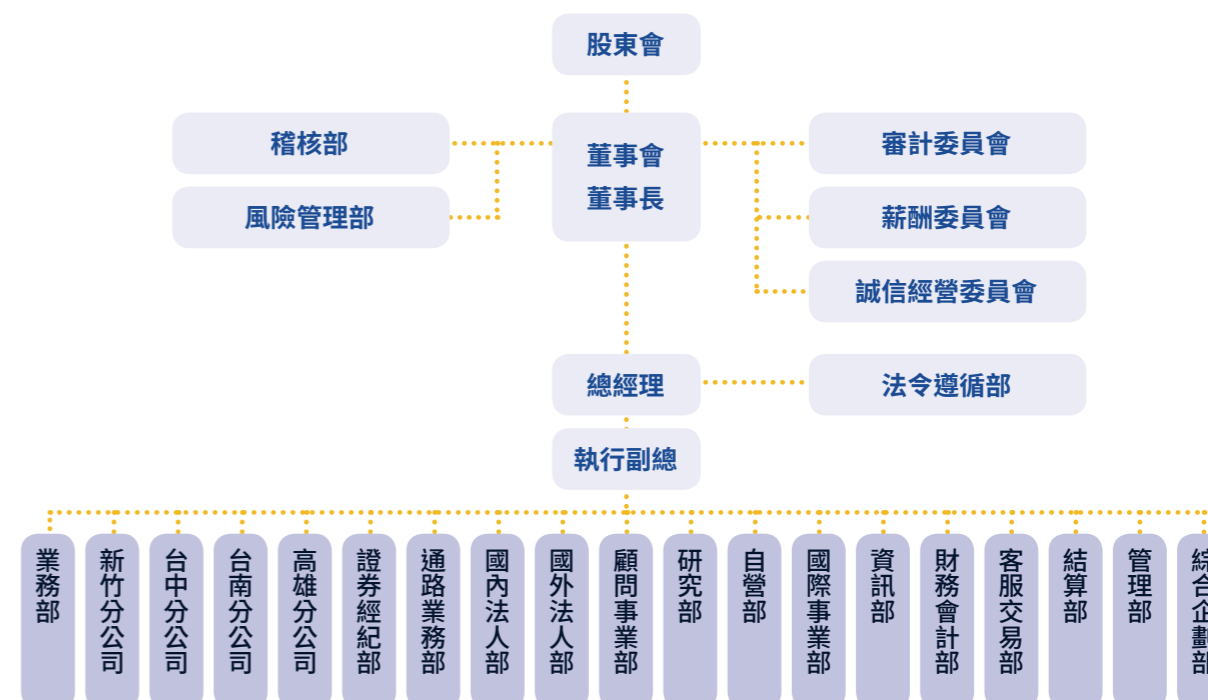 股東會
稽核部
風險管理部
董事會
董事長
審計委員會
薪酬委員會
誠信經營委員會
總經理
法令遵循部
執行副總
業務部
新竹分公司
台中分公司
台南分公司
高雄分公司
證券經紀部
通路業務部
國內法人部
國外法人部
顧問事業部
研究部
自營部
國際事業部
資訊部
財務會計部
客服交易部
結算部
管理部
綜合企劃部